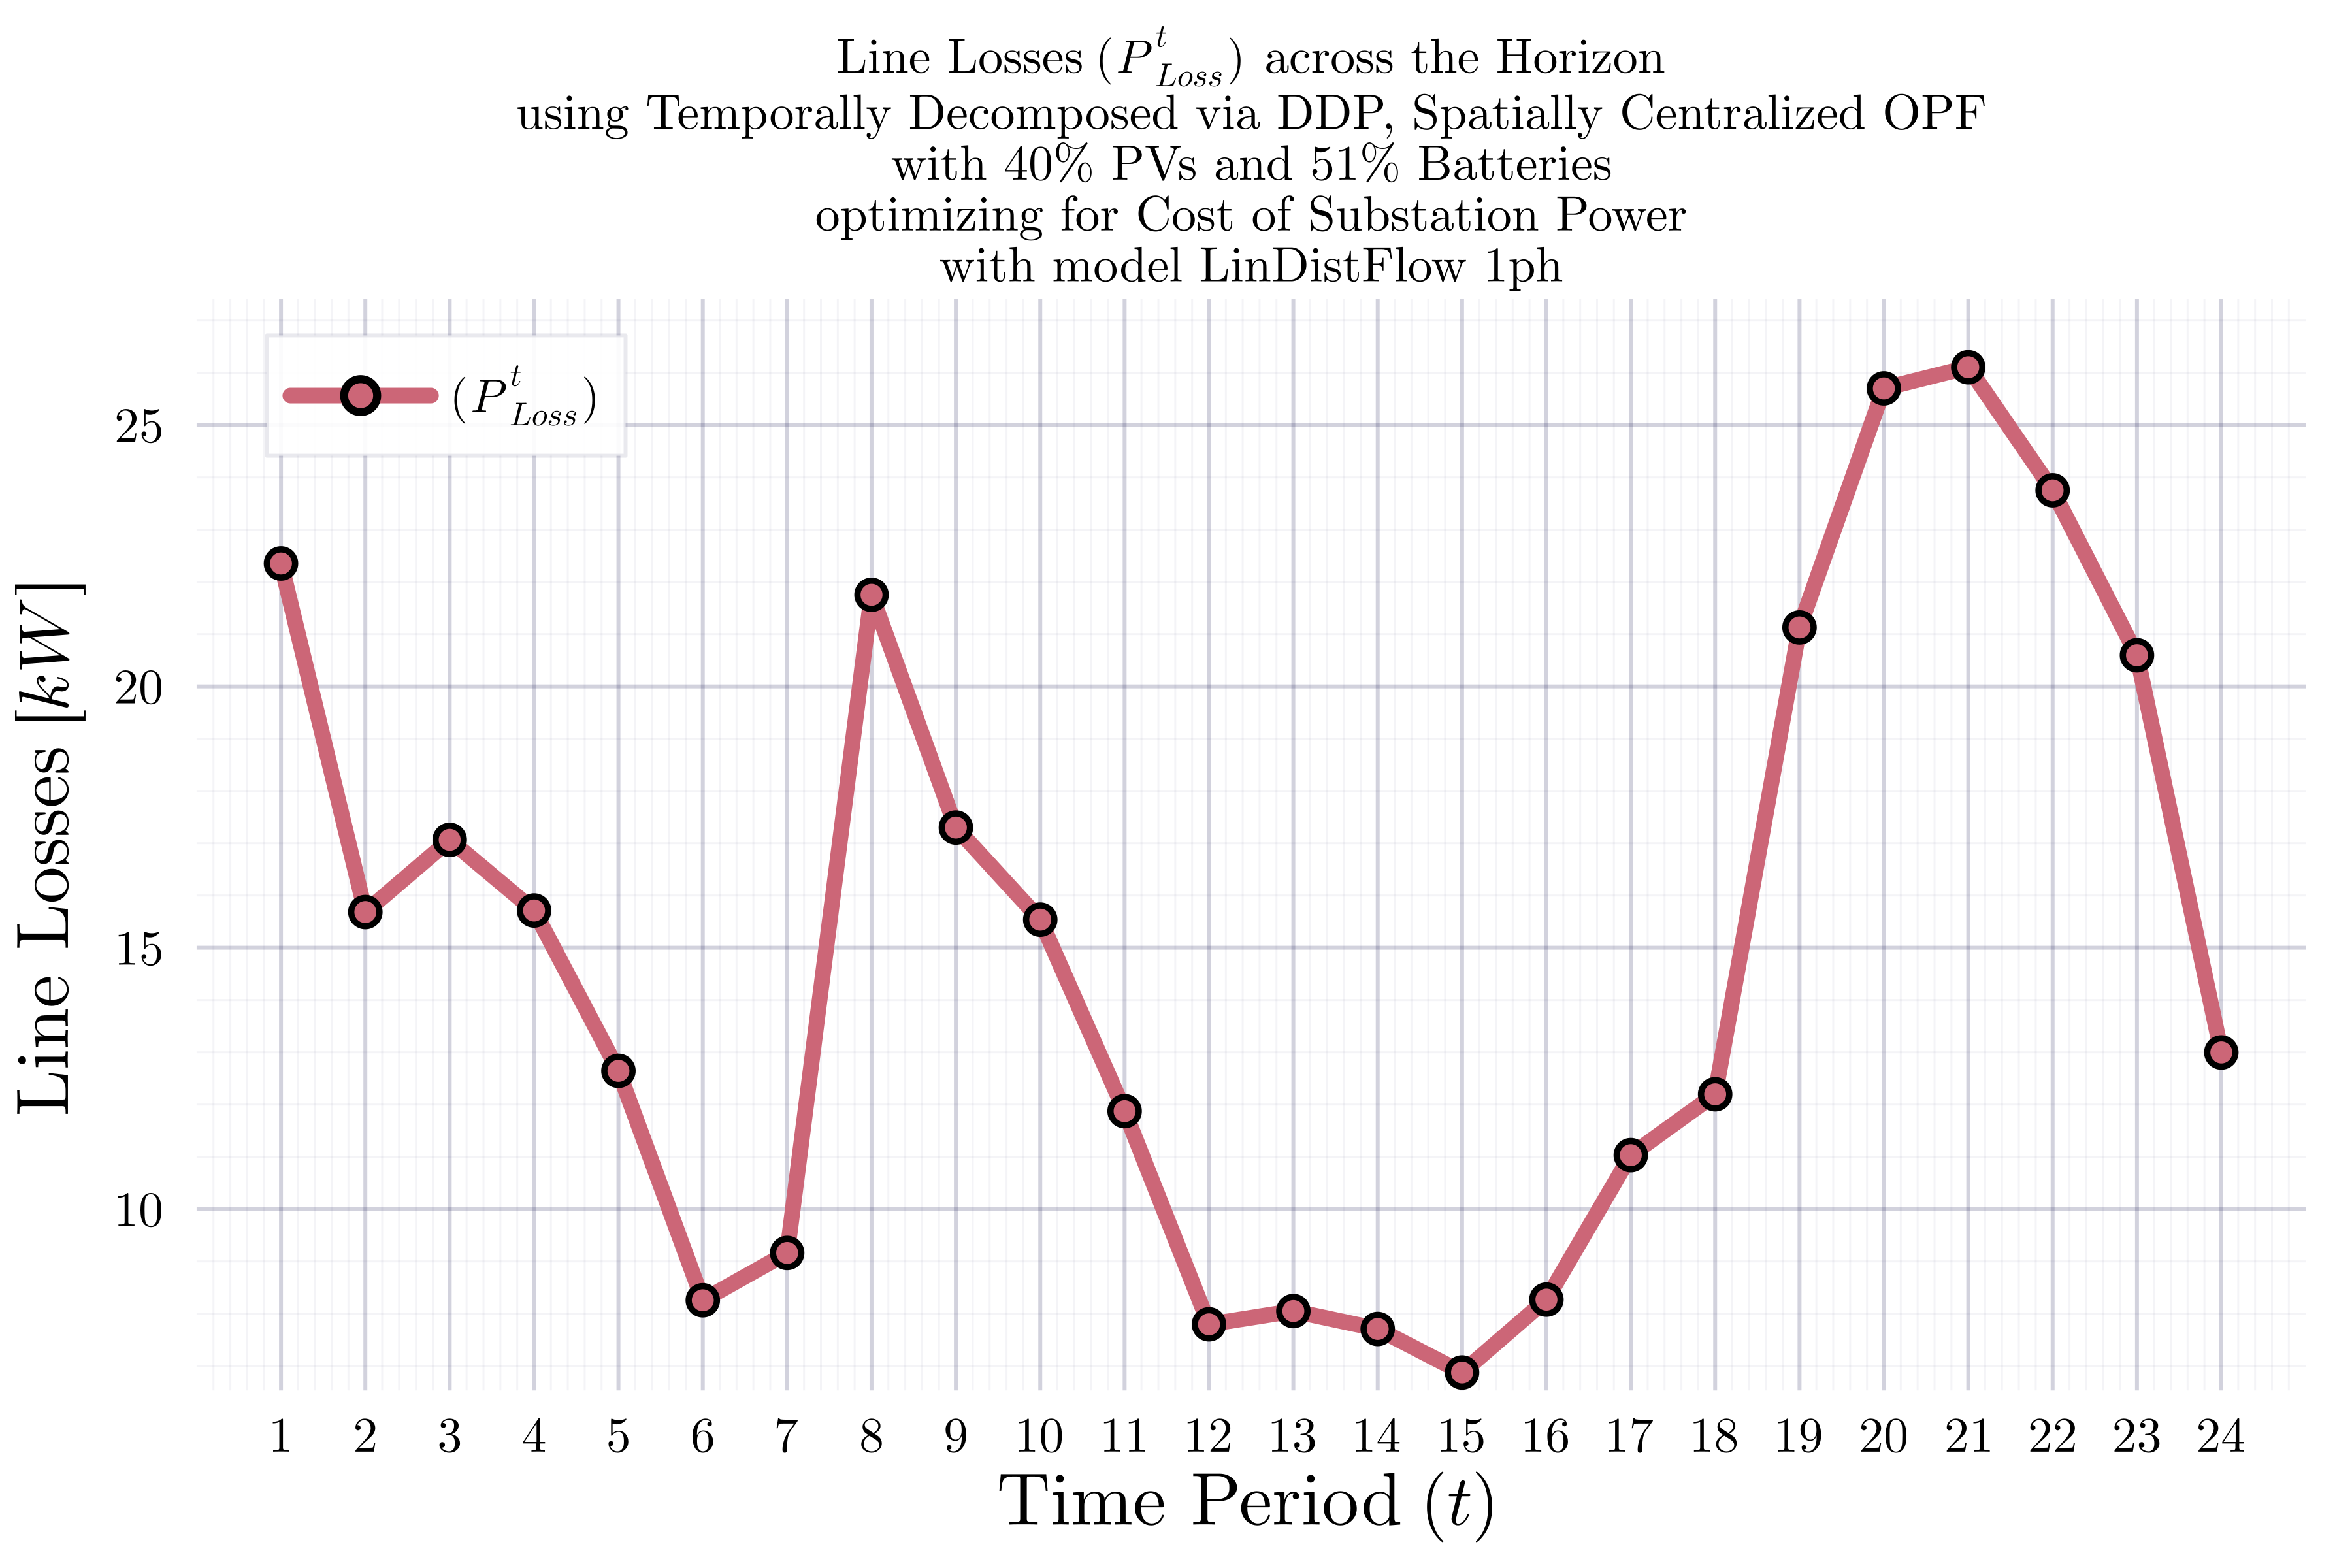 Line Losses (P^t_Loss) across the Horizon
using Temporally Decomposed via DDP, Spatially Centralized OPF
with 40% PVs and 51% Batteries
optimizing for Cost of Substation Power
with model LinDistFlow 1ph
(P^t_Loss)
Line Losses [kW]
25
20
15
10
1 2 3 4 5 6 7 8 9 10 11 12 13 14 15 16 17 18 19 20 21 22 23 24
Time Period (t)